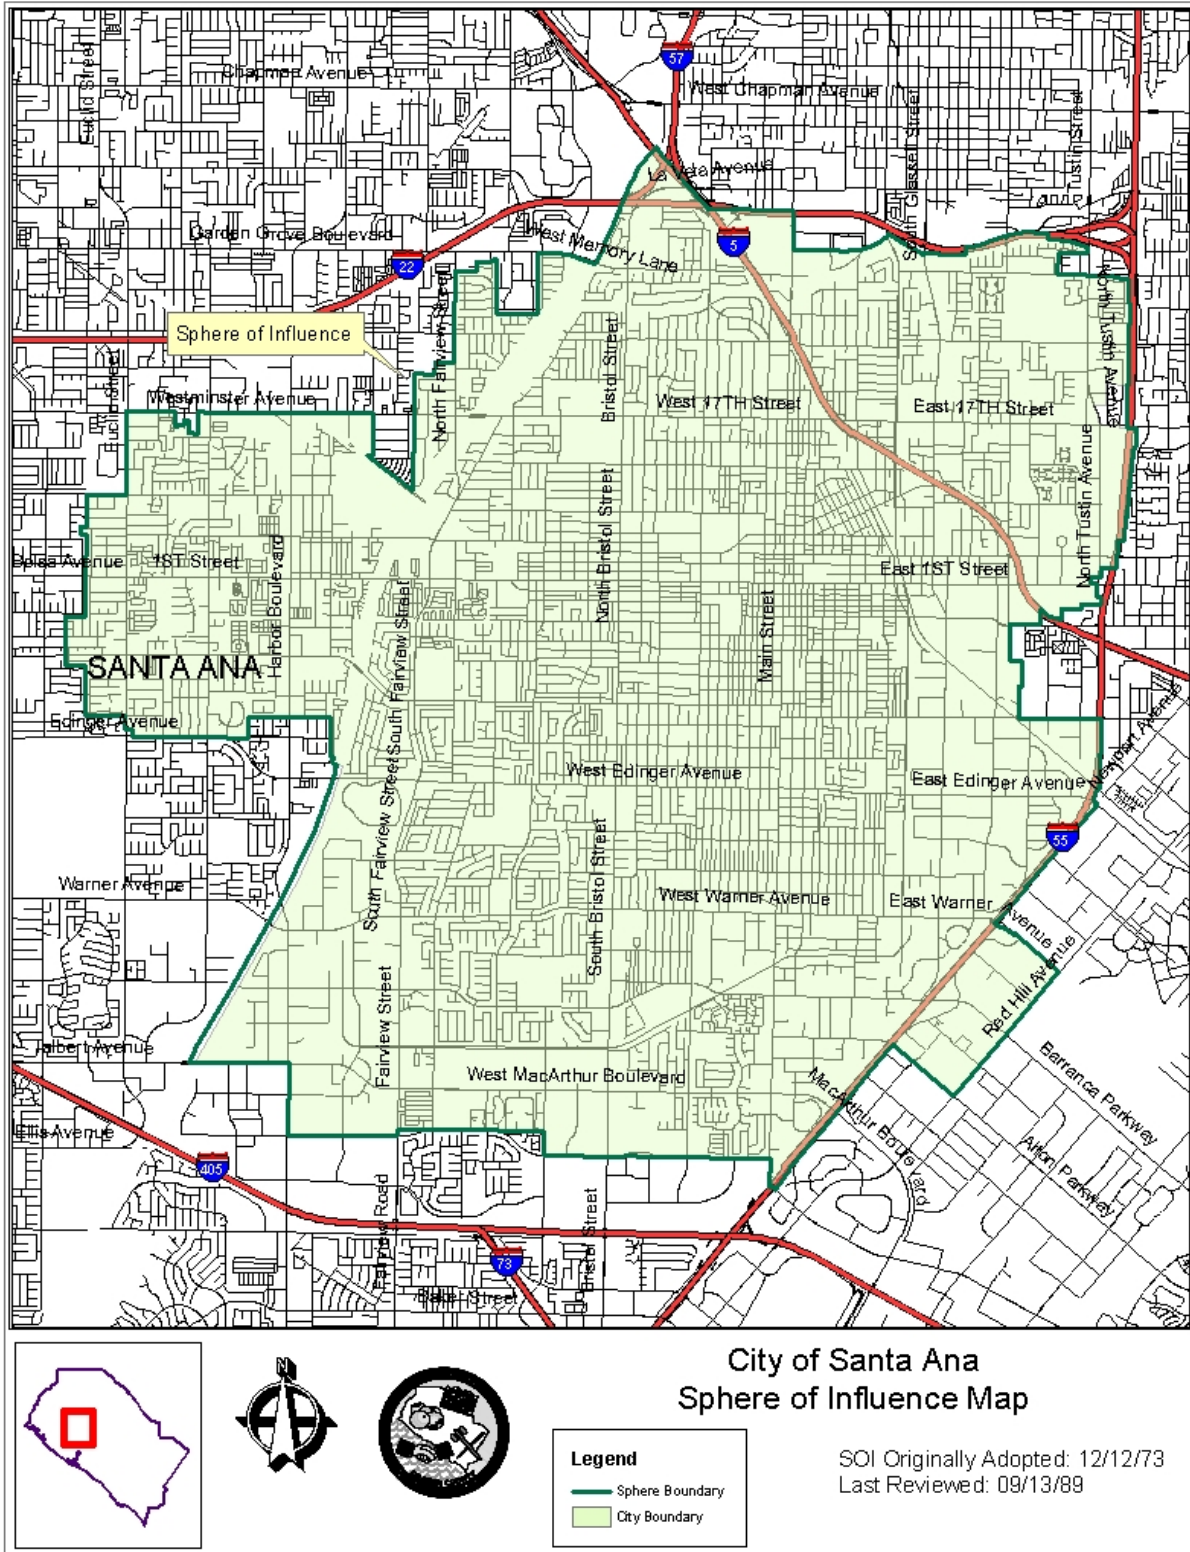 57
Chapman Avenue
West Chapman Avenue
Euclid Street
South Glassell Street
Tustin Street
Garden Grove Boulevard
West Memory Lane
5
22
North Fairview Street
North Tustin Avenue
Sphere of Influence
Euclid Street
Westminster Avenue
Bristol Street
West 17TH Street
East 17TH Street
North Bristol Street
North Tustin Avenue
Bolsa Avenue
1ST Street
East 1ST Street
Harbor Boulevard
South Fairview Street
Main Street
SANTA ANA
Edinger Avenue
West Edinger Avenue
East Edinger Avenue
Newport Avenue
South Fairview Street
55
South Bristol Street
Warner Avenue
West Warner Avenue
East Warner Avenue
Red Hill Avenue
Fairview Street
Talbert Avenue
West MacArthur Boulevard
MacArthur Boulevard
Barranca Parkway
Alton Parkway
Ellis Avenue
405
Fairview Road
Bristol Street
73
Baker Street
N
City of Santa Ana
Sphere of Influence Map
Legend
Sphere Boundary
City Boundary
SOI Originally Adopted: 12/12/73
Last Reviewed: 09/13/89